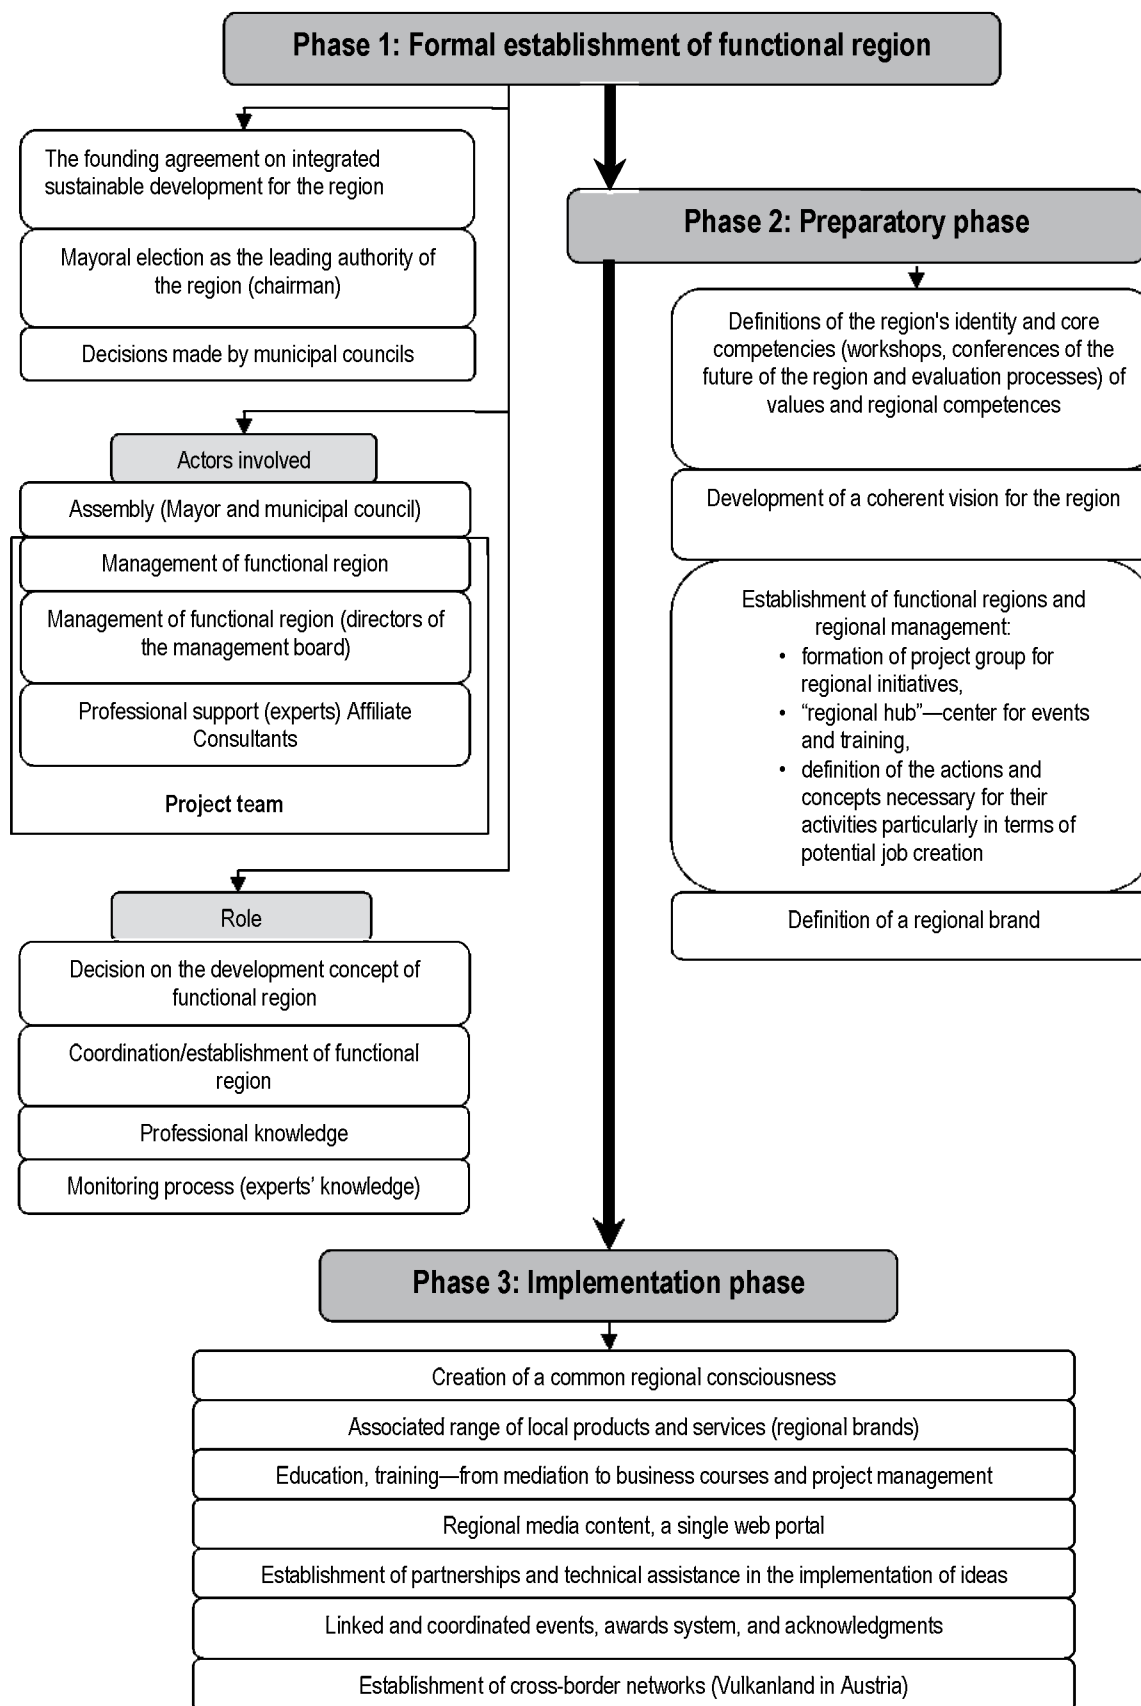 Phase 1: Formal establishment of functional region
The founding agreement on integrated
sustainable development for the region
Mayoral election as the leading authority of
the region (chairman)
Decisions made by municipal councils
Actors involved
Assembly (Mayor and municipal council)
Management of functional region
Management of functional region (directors of
the management board)
Professional support (experts) Affiliate
Consultants
Project team
Role
Decision on the development concept of
functional region
Coordination/establishment of functional
region
Professional knowledge
Monitoring process (experts’ knowledge)
Phase 2: Preparatory phase
Definitions of the region's identity and core
competencies (workshops, conferences of the
future of the region and evaluation processes) of
values and regional competences
Development of a coherent vision for the region
Establishment of functional regions and
regional management:
• formation of project group for
regional initiatives,
• “regional hub”—center for events
and training,
• definition of the actions and
concepts necessary for their
activities particularly in terms of
potential job creation
Definition of a regional brand
Phase 3: Implementation phase
Creation of a common regional consciousness
Associated range of local products and services (regional brands)
Education, training—from mediation to business courses and project management
Regional media content, a single web portal
Establishment of partnerships and technical assistance in the implementation of ideas
Linked and coordinated events, awards system, and acknowledgments
Establishment of cross-border networks (Vulkanland in Austria)